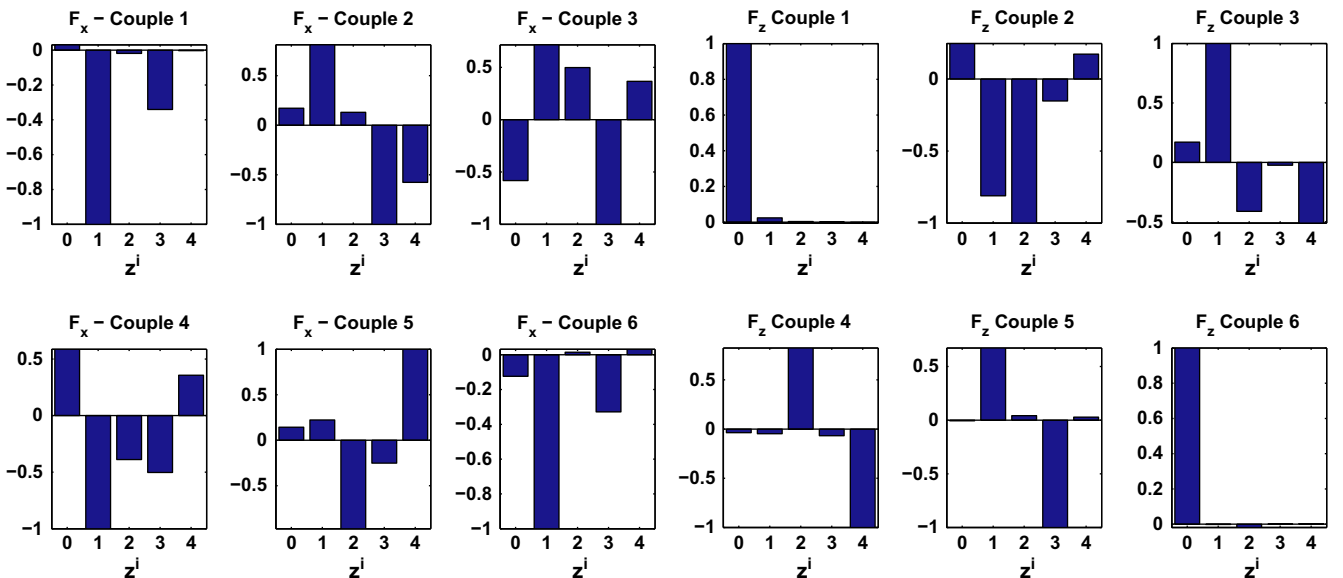 F_x − Couple 1
0
−0.2
−0.4
−0.6
−0.8
−1
0 1 2 3 4
z^i
F_x − Couple 2
0.5
0
−0.5
−1
0 1 2 3 4
z^i
F_x − Couple 3
0.5
0
−0.5
−1
0 1 2 3 4
z^i
F_z Couple 1
1
0.8
0.6
0.4
0.2
0
0 1 2 3 4
z^i
F_z Couple 2
0
−0.5
−1
0 1 2 3 4
z^i
F_z Couple 3
1
0.5
0
−0.5
0 1 2 3 4
z^i
F_x − Couple 4
0.5
0
−0.5
−1
0 1 2 3 4
z^i
F_x − Couple 5
1
0.5
0
−0.5
0 1 2 3 4
z^i
F_x − Couple 6
0
−0.2
−0.4
−0.6
−0.8
−1
0 1 2 3 4
z^i
F_z Couple 4
0.5
0
−0.5
−1
0 1 2 3 4
z^i
F_z Couple 5
0.5
0
−0.5
−1
0 1 2 3 4
z^i
F_z Couple 6
1
0.8
0.6
0.4
0.2
0
0 1 2 3 4
z^i